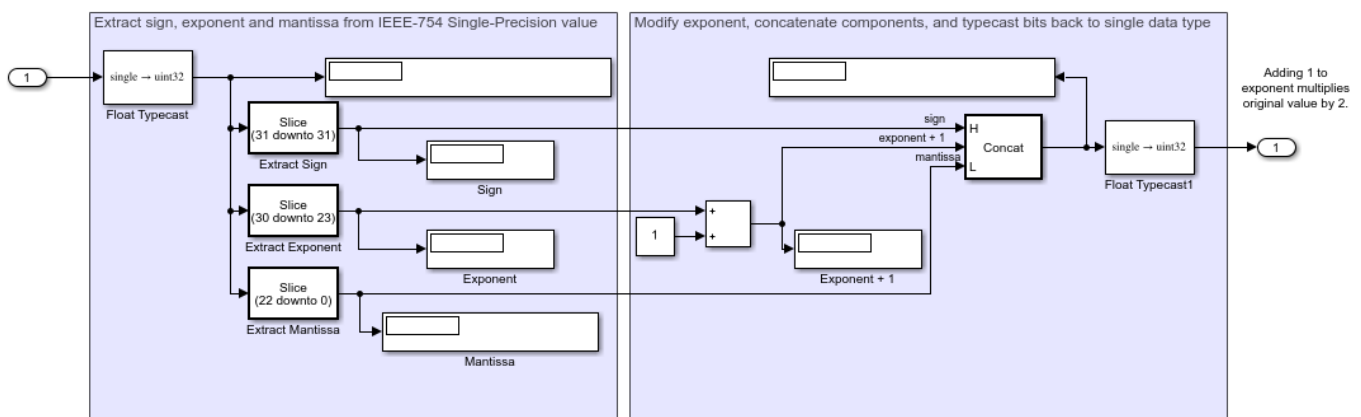 Extract sign, exponent and mantissa from IEEE-754 Single-Precision value
1
single → uint32
Float Typecast
Slice
(31 downto 31)
Extract Sign
Sign
Slice
(30 downto 23)
Extract Exponent
Exponent
Slice
(22 downto 0)
Extract Mantissa
Mantissa
Modify exponent, concatenate components, and typecast bits back to single data type
1
+
+
Exponent + 1
sign
exponent + 1
mantissa
H
L
Concat
single → uint32
Float Typecast1
Adding 1 to
exponent multiplies
original value by 2.
1